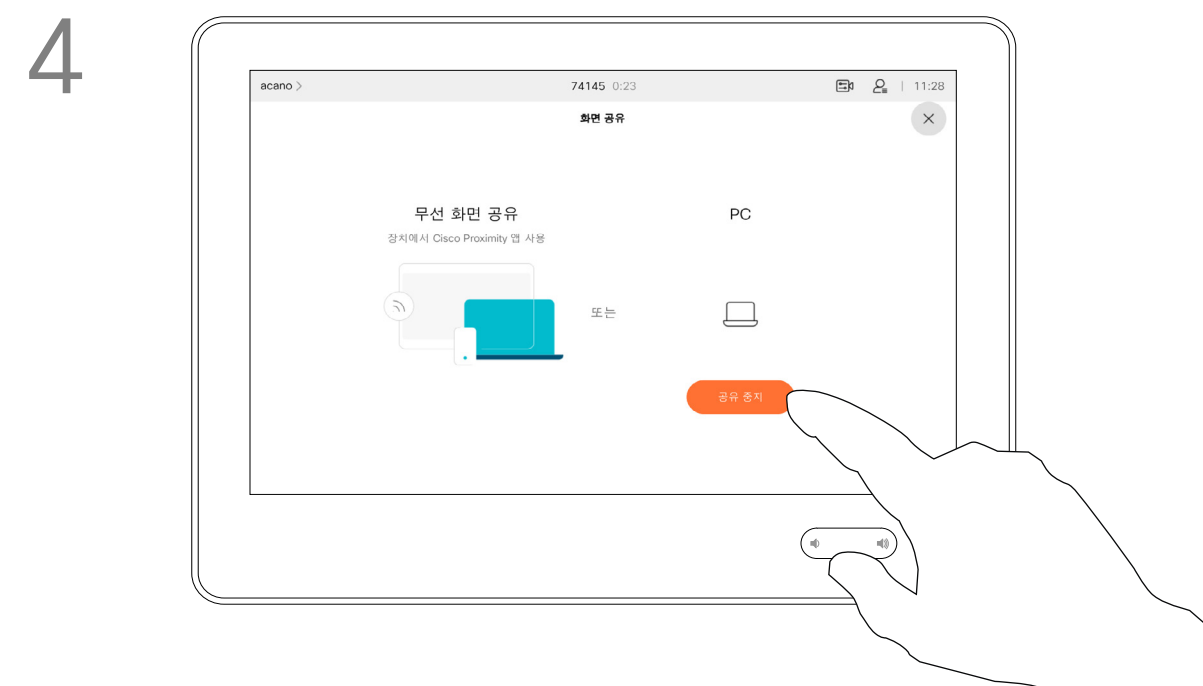 4
acano >
74145 0:23
11:28
화면 공유
무선 화면 공유
장치에서 Cisco Proximity 앱 사용
또는
PC
공유 중지